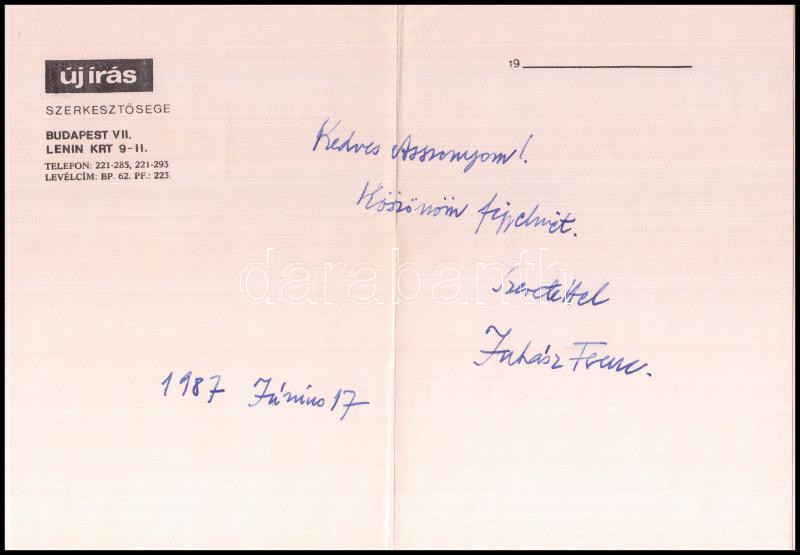 új írás
SZERKESZTŐSÉGE
BUDAPEST VII.
LENIN KRT 9-11.
TELEFON: 221-285, 221-293
LEVÉLCÍM: BP. 62. PF.: 223.
19
Kedves Asszonyom!
Köszönöm figyelmét.
Szeretettel
Juhász Ferenc.
1987 Június 17
darabanth